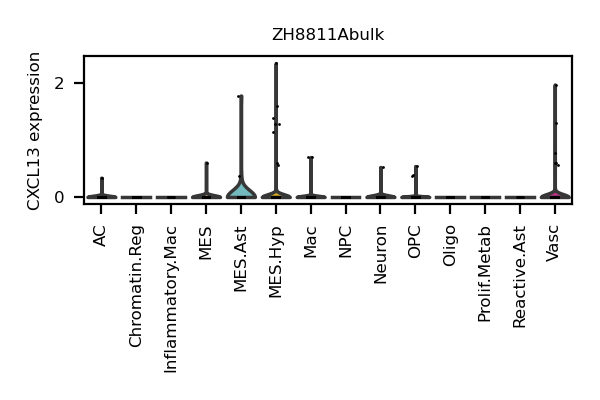 ZH8811Abulk
CXCL13 expression
2
0
AC
Chromatin.Reg
Inflammatory.Mac
MES
MES.Ast
MES.Hyp
Mac
NPC
Neuron
OPC
Oligo
Prolif.Metab
Reactive.Ast
Vasc